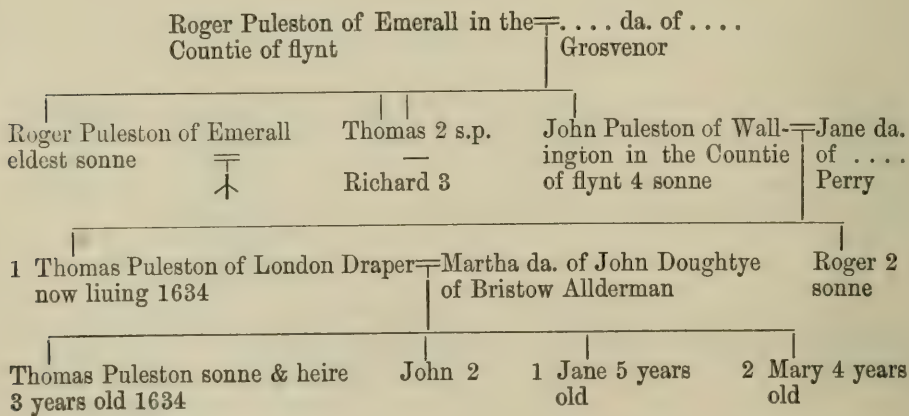 Roger Puleston of Emerall in the=.... da. of ....
Countie of flynt Grosvenor
Roger Puleston of Emerall
eldest sonne
Thomas 2 s.p.
Richard 3
John Puleston of Wal-
ington in the Countie
of flynt 4 sonne
=Jane da.
of ....
Perry
1 Thomas Puleston of London Draper=Martha da. of John Doughtye
now liuing 1634 of Bristow Allderman
Roger 2
sonne
Thomas Puleston sonne & heire
3 years old 1634
John 2
1 Jane 5 years
old
2 Mary 4 years
old